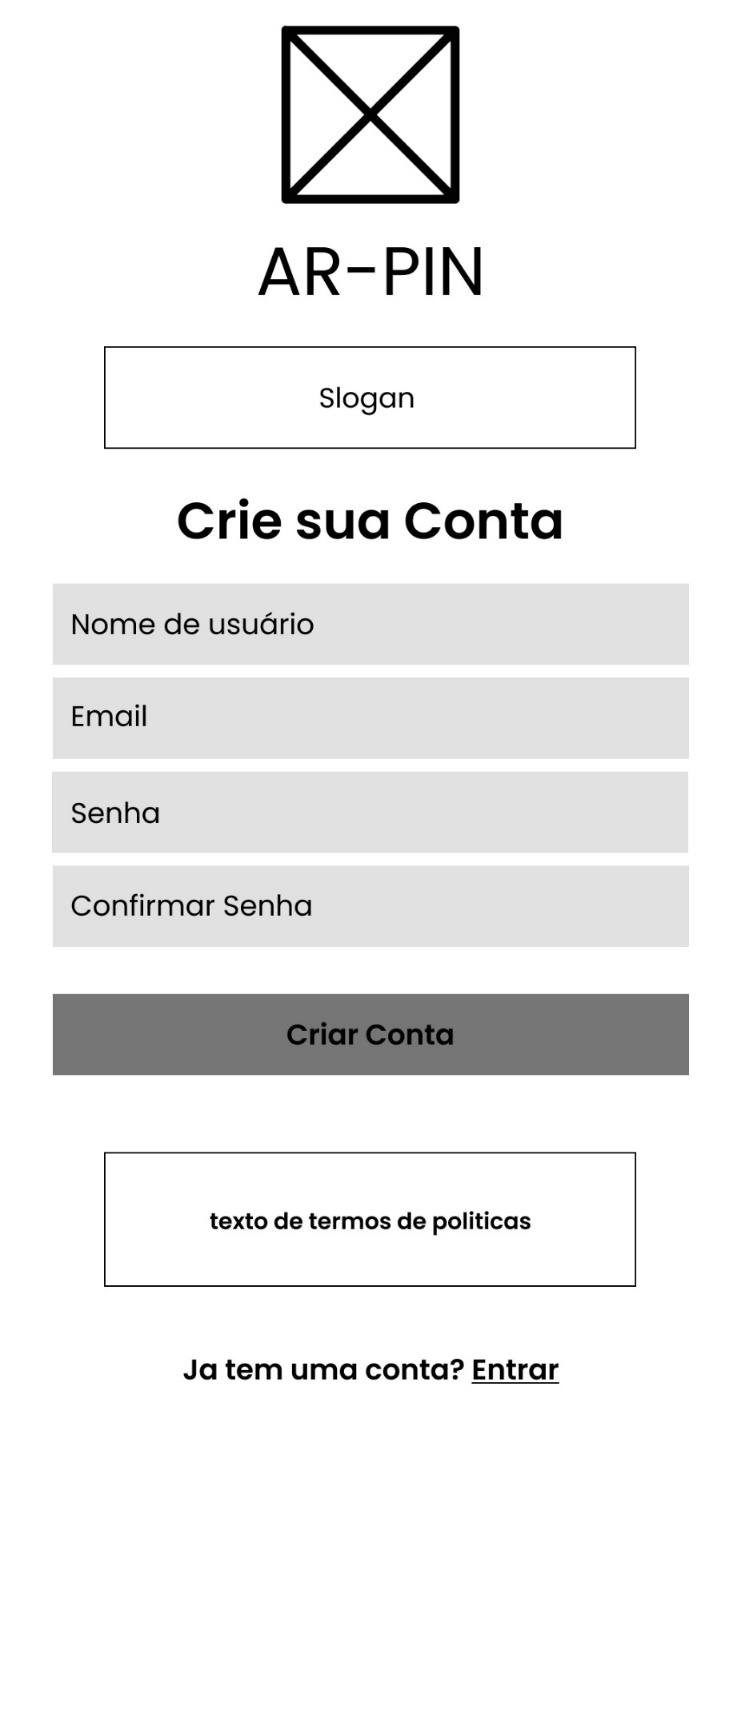 AR-PIN
Slogan
Crie sua Conta
Nome de usuário
Email
Senha
Confirmar Senha
Criar Conta
texto de termos de politicas
Ja tem uma conta? Entrar